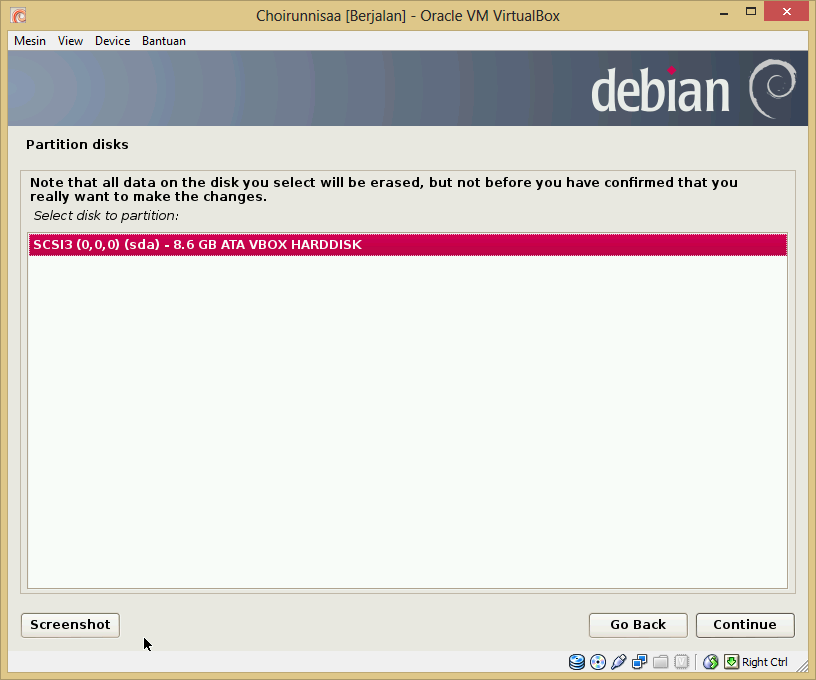 Choirunnisaa [Berjalan] - Oracle VM VirtualBox
Mesin View Device Bantuan
debian
Partition disks
Note that all data on the disk you select will be erased, but not before you have confirmed that you
really want to make the changes.
Select disk to partition:
SCSI3 (0,0,0) (sda) - 8.6 GB ATA VBOX HARDDISK
Screenshot Go Back Continue
Right Ctrl